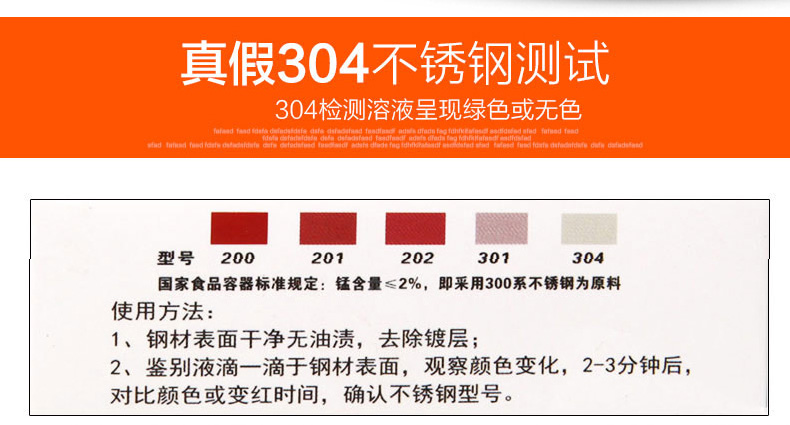 真假304不锈钢测试
304检测溶液呈现绿色或无色
型号 200 201 202 301 304
国家食品容器标准规定：锰含量≤2%，即采用300系不锈钢为原料
使用方法：
1、钢材表面干净无油渍，去除镀层；
2、鉴别液滴一滴于钢材表面，观察颜色变化，2-3分钟后，
对比颜色或变红时间，确认不锈钢型号。